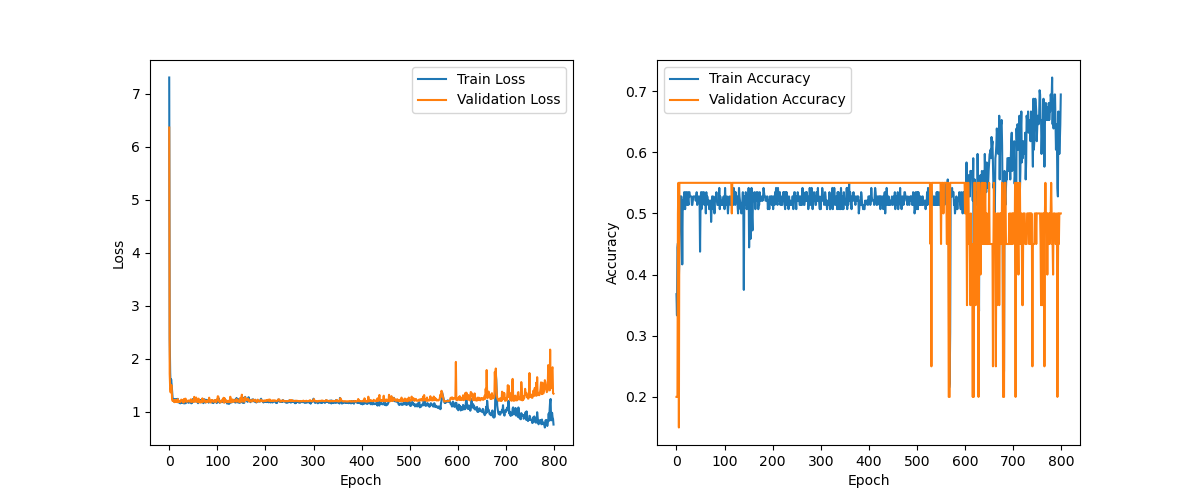 Train Loss
Validation Loss
7
6
5
4
3
2
1
Loss
0 100 200 300 400 500 600 700 800
Epoch
Train Accuracy
Validation Accuracy
0.7
0.6
0.5
0.4
0.3
0.2
Accuracy
0 100 200 300 400 500 600 700 800
Epoch